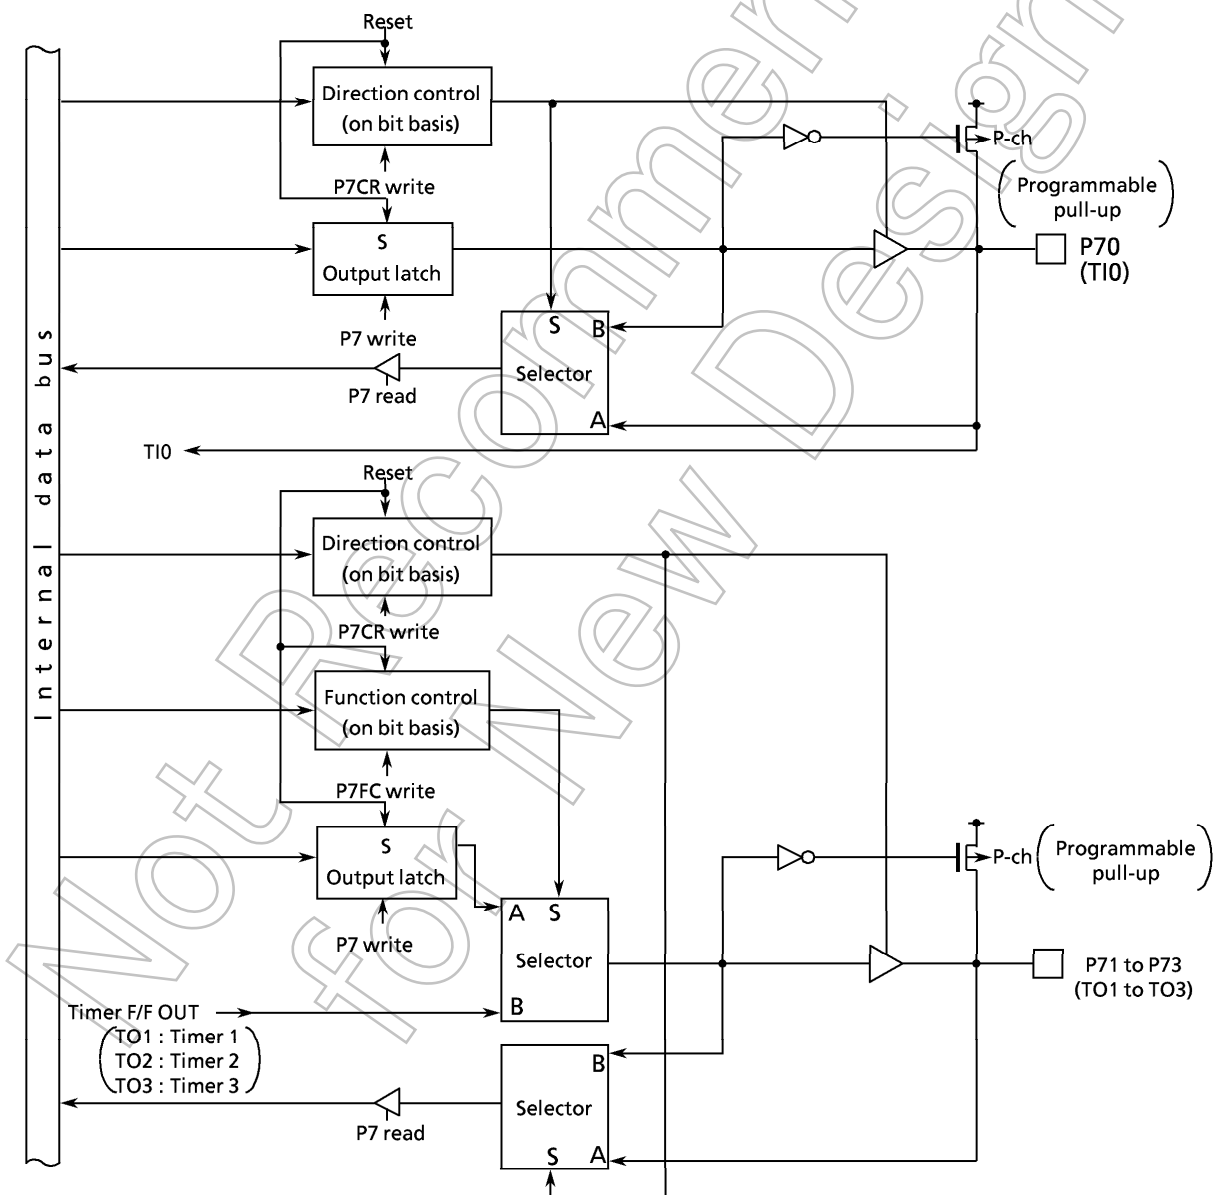 Reset
Direction control
(on bit basis)
P7CR write
S
Output latch
P7 write
P-ch
(Programmable
pull-up)
P70
(TI0)
S
B
Selector
A
P7 read
TI0
Internal data bus
Reset
Direction control
(on bit basis)
P7CR write
Function control
(on bit basis)
P7FC write
S
Output latch
P7 write
A S
Selector
B
P-ch
(Programmable
pull-up)
P71 to P73
(TO1 to TO3)
Timer F/F OUT
(TO1 : Timer 1
TO2 : Timer 2
TO3 : Timer 3)
B
Selector
S A
P7 read
Not Recommen
for New Design